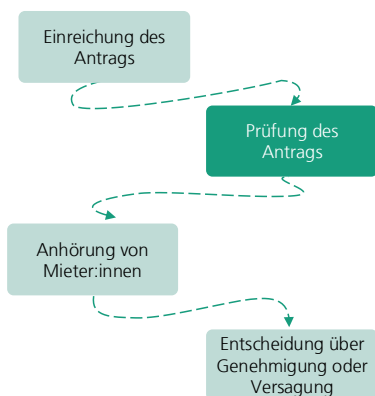 Einreichung des
Antrags
Prüfung des
Antrags
Anhörung von
Mieter:innen
Entscheidung über
Genehmigung oder
Versagung